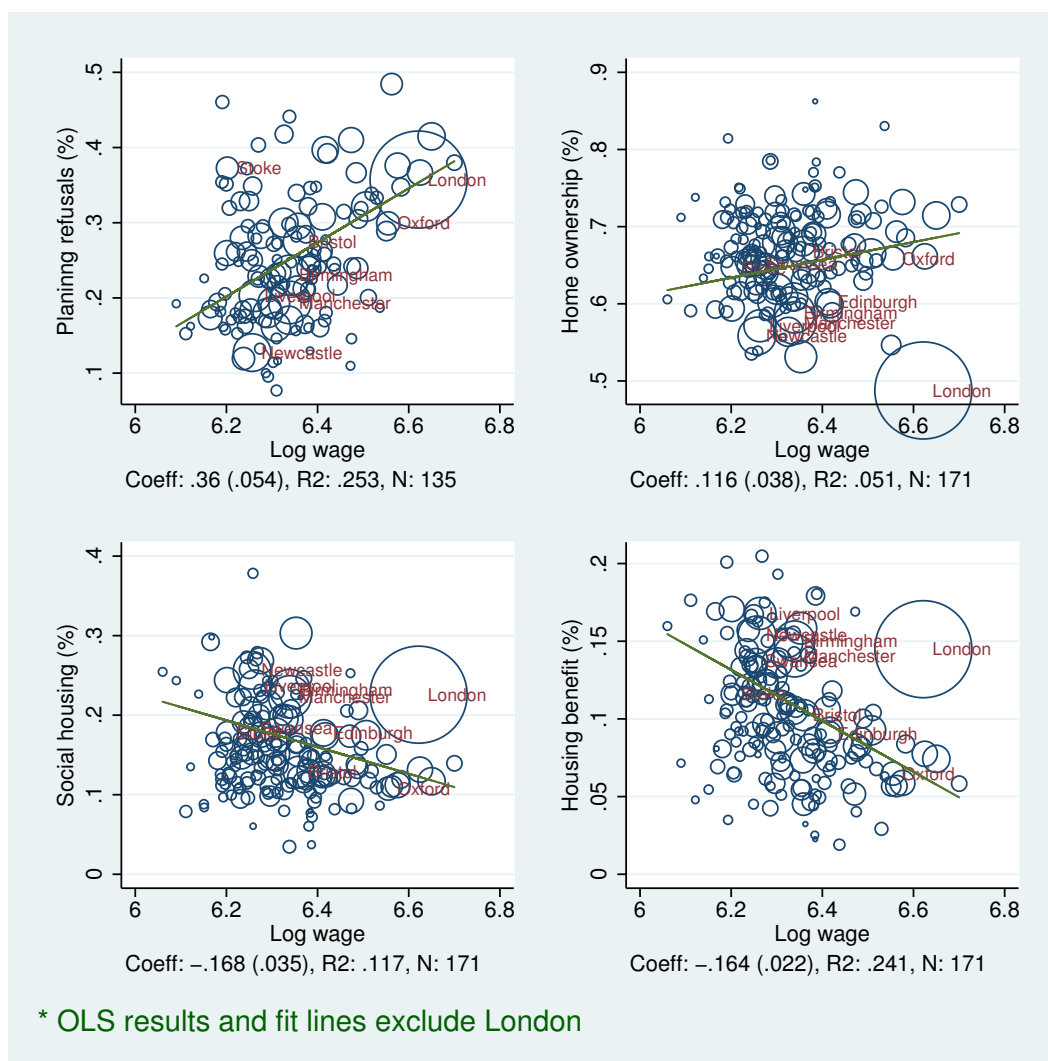 .5
.4
.3
.2
.1
Planning refusals (%)
Stoke
London
Oxford
Bristol
Birmingham
Liverpool
Manchester
Newcastle
6 6.2 6.4 6.6 6.8
Log wage
Coeff: .36 (.054), R2: .253, N: 135
.9
.8
.7
.6
.5
Home ownership (%)
Bristol
Oxford
Swansea
Edinburgh
Birmingham
Manchester
Liverpool
Newcastle
London
6 6.2 6.4 6.6 6.8
Log wage
Coeff: .116 (.038), R2: .051, N: 171
.4
.3
.2
.1
0
Social housing (%)
Newcastle
Liverpool
Birmingham
Manchester
London
Swansea
Stoke
Edinburgh
Bristol
Oxford
6 6.2 6.4 6.6 6.8
Log wage
Coeff: −.168 (.035), R2: .117, N: 171
.2
.15
.1
.05
0
Housing benefit (%)
Liverpool
Newcastle
Birmingham
Manchester
Swansea
London
Stoke
Bristol
Edinburgh
Oxford
6 6.2 6.4 6.6 6.8
Log wage
Coeff: −.164 (.022), R2: .241, N: 171
* OLS results and fit lines exclude London